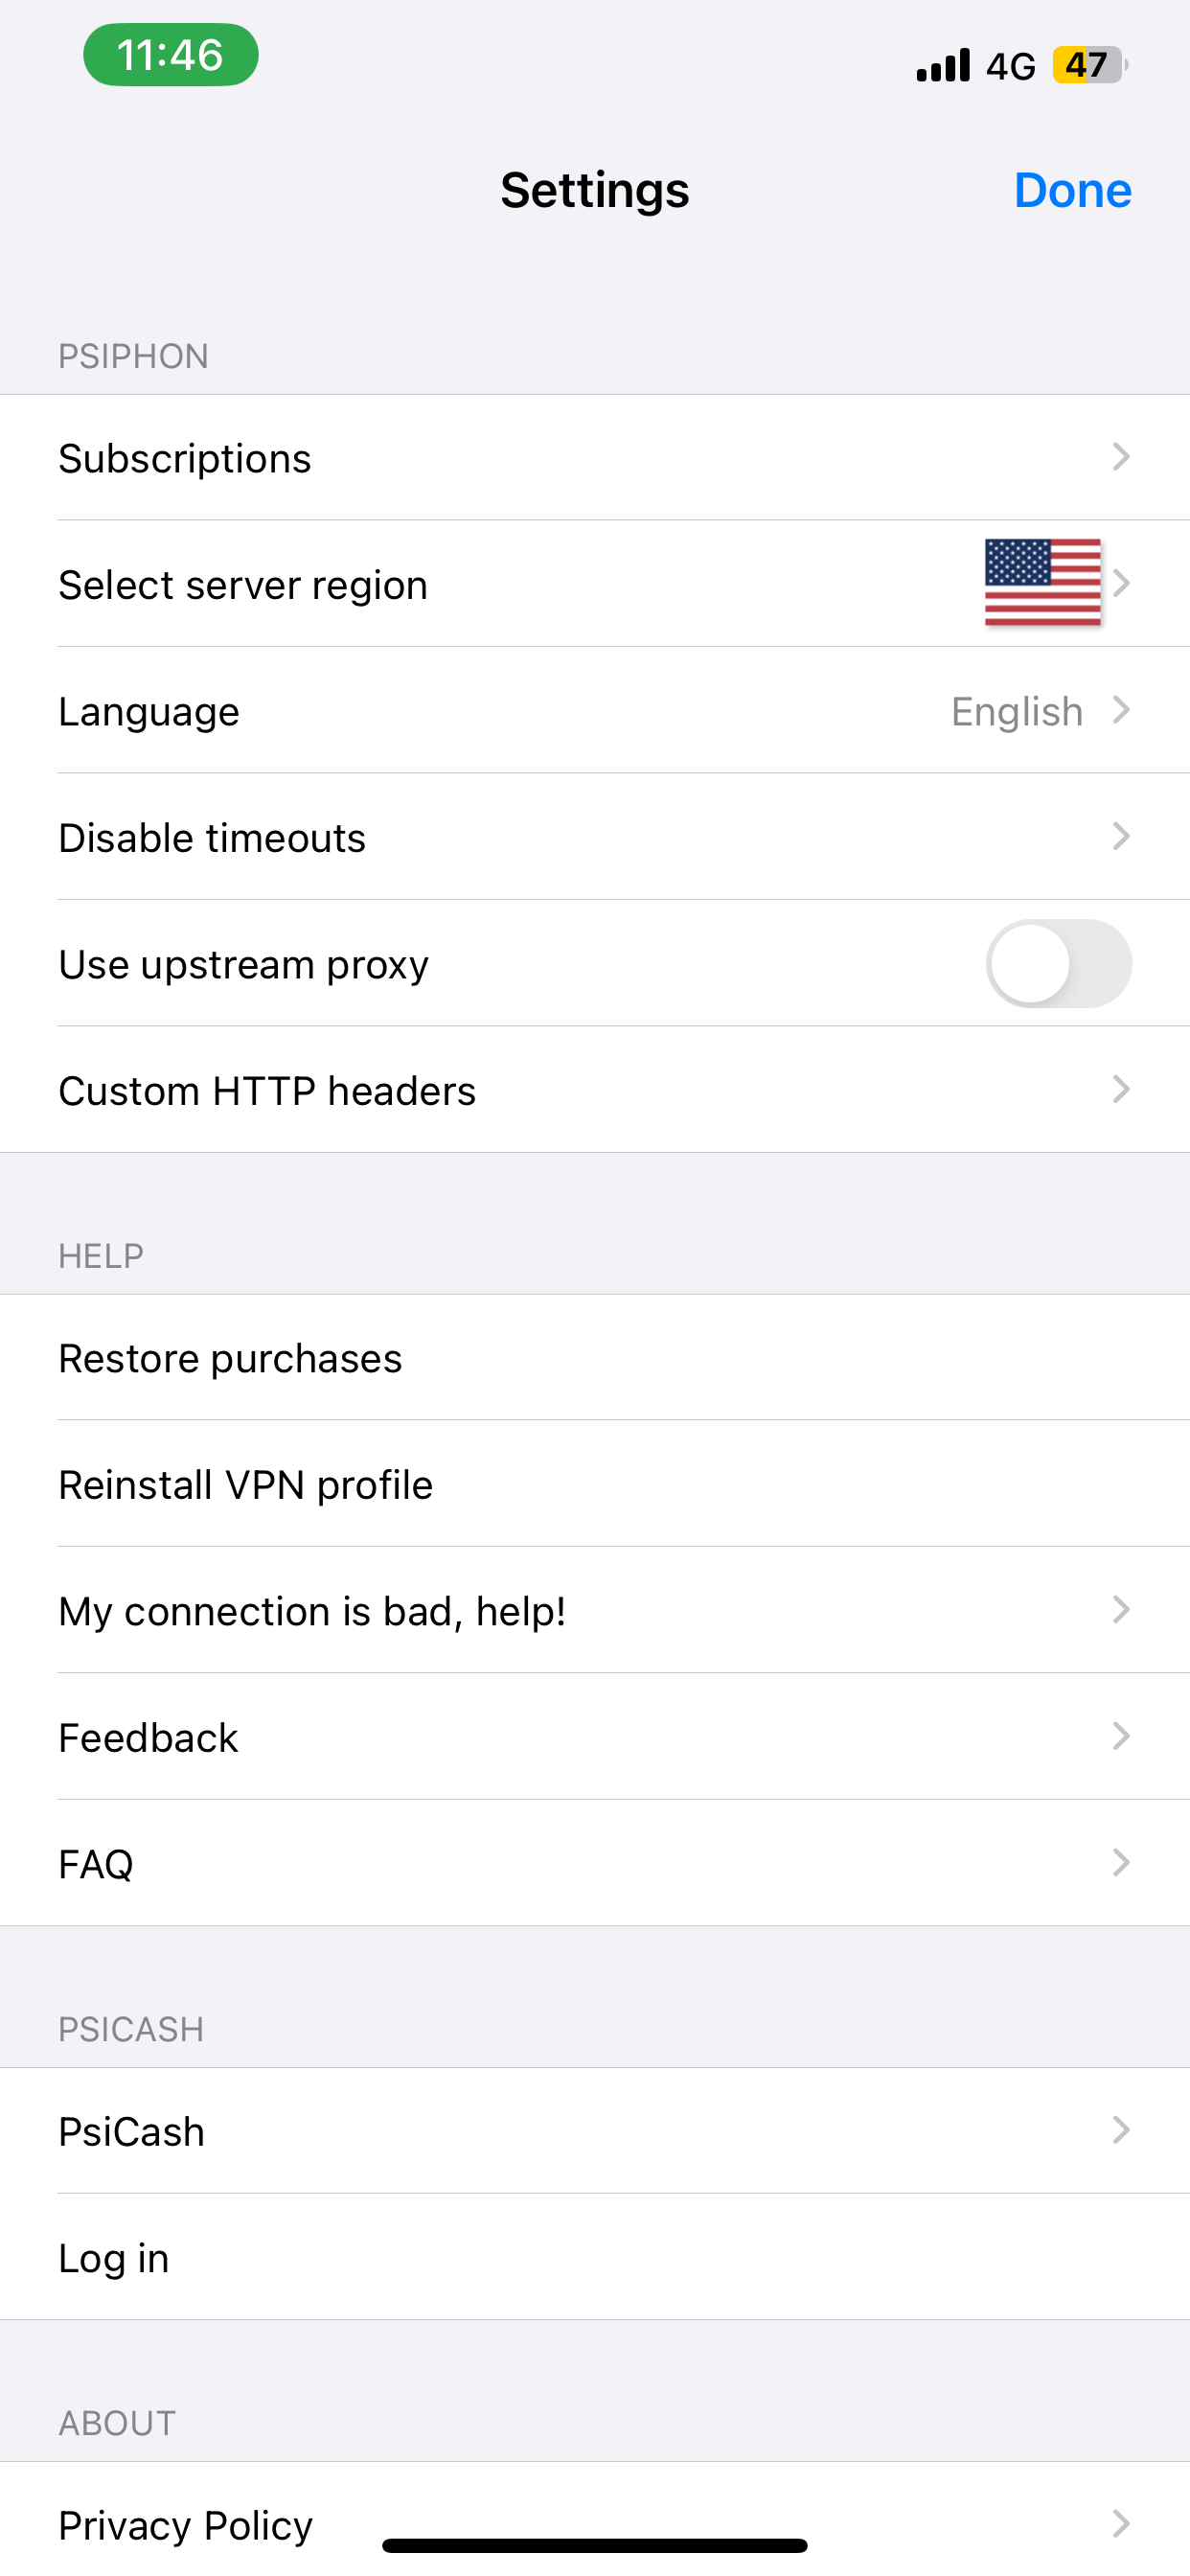 11:46
4G 47
Settings
Done
PSIPHON
Subscriptions
Select server region
Language
English
Disable timeouts
Use upstream proxy
Custom HTTP headers
HELP
Restore purchases
Reinstall VPN profile
My connection is bad, help!
Feedback
FAQ
PSICASH
PsiCash
Log in
ABOUT
Privacy Policy